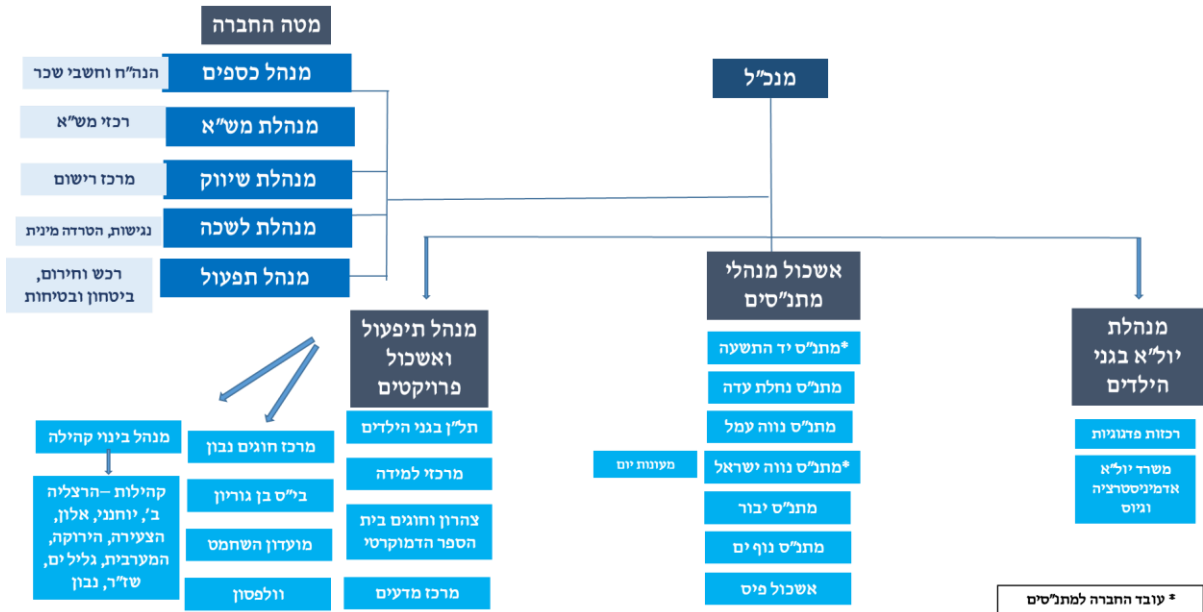 מטה החברה
מנהל כספים
הנה"ח וחשבי שכר
מנהלת מש"א
רכזי מש"א
מנהלת שיווק
מרכז רישום
מנהלת לשכה
נגישות, הטרדה מינית
מנהל תפעול
רכש וחירום,
ביטחון ובטיחות
מנכ"ל
מנהלת
יול"א בגני
הילדים
רכזות פדגוגיות
משרד יול"א
אדמיניסטרציה
וגיוס
אשכול מנהלי
מתנ"סים
*מתנ"ס יד התשעה
מתנ"ס נחלת עדה
מתנ"ס נווה עמל
*מתנ"ס נווה ישראל
מעונות יום
מתנ"ס יבור
מתנ"ס נוף ים
אשכול פיס
מנהל תיפעול
ואשכול
פרויקטים
תל"ן בגני הילדים
מרכזי למידה
צהרון וחוגים בית
הספר הדמוקרטי
מרכז מדעים
מרכז חוגים נבון
בי"ס בן גוריון
מועדון השחמט
וולפסון
מנהל בינוי קהילה
קהילות –הרצליה
ב', יוחנני, אלון,
הצעירה, הירוקה,
המערבית, גליל ים,
שז"ר, נבון
* עובד החברה למתנ"סים